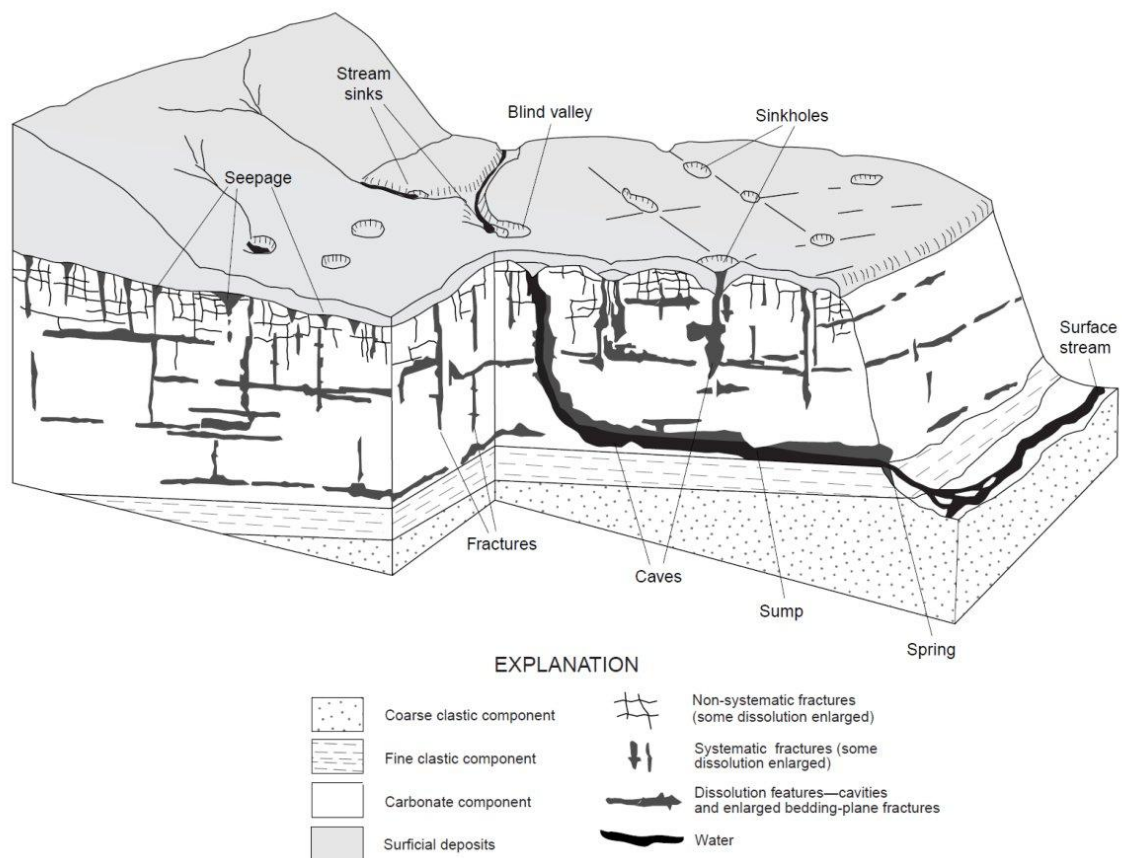 Stream
sinks
Blind valley
Sinkholes
Seepage
Surface
stream
Fractures
Caves
Sump
Spring
EXPLANATION
Coarse clastic component
Fine clastic component
Carbonate component
Surficial deposits
Non-systematic fractures
(some dissolution enlarged)
Systematic fractures (some
dissolution enlarged)
Dissolution features—cavities
and enlarged bedding-plane fractures
Water